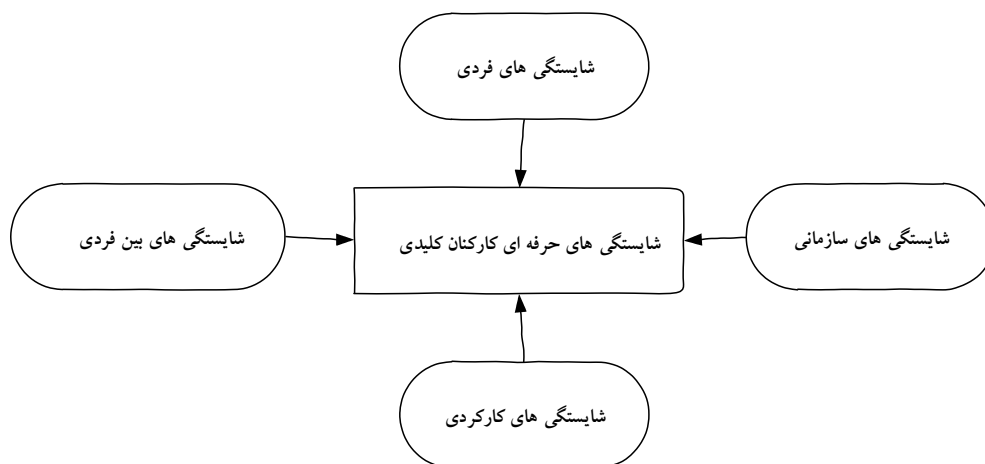 شایستگی های فردی
شایستگی های سازمانی
شایستگی های حرفه ای کارکنان کلیدی
شایستگی های بین فردی
شایستگی های کارکردی